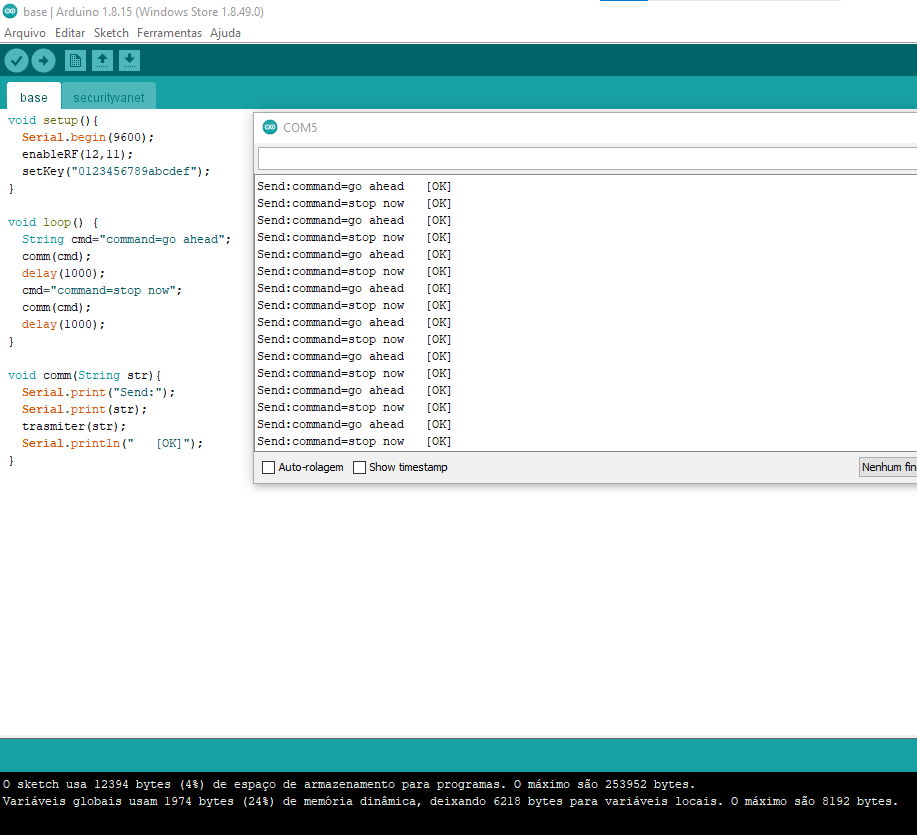 base | Arduino 1.8.15 (Windows Store 1.8.49.0)
Arquivo Editar Sketch Ferramentas Ajuda
base securityvanet
void setup(){
  Serial.begin(9600);
  enableRF(12,11);
  setKey("0123456789abcdef");
}
void loop() {
  String cmd="command=go ahead";
  comm(cmd);
  delay(1000);
  cmd="command=stop now";
  comm(cmd);
  delay(1000);
}
void comm(String str){
  Serial.print("Send:");
  Serial.print(str);
  trasmiter(str);
  Serial.println("   [OK]");
}
COM5
Send:command=go ahead   [OK]
Send:command=stop now   [OK]
Send:command=go ahead   [OK]
Send:command=stop now   [OK]
Send:command=go ahead   [OK]
Send:command=stop now   [OK]
Send:command=go ahead   [OK]
Send:command=stop now   [OK]
Send:command=go ahead   [OK]
Send:command=stop now   [OK]
Send:command=go ahead   [OK]
Send:command=stop now   [OK]
Send:command=go ahead   [OK]
Send:command=stop now   [OK]
Send:command=go ahead   [OK]
Send:command=stop now   [OK]
Auto-rolagem Show timestamp Nenhum fin
O sketch usa 12394 bytes (4%) de espaço de armazenamento para programas. O máximo são 253952 bytes.
Variáveis globais usam 1974 bytes (24%) de memória dinâmica, deixando 6218 bytes para variáveis locais. O máximo são 8192 bytes.